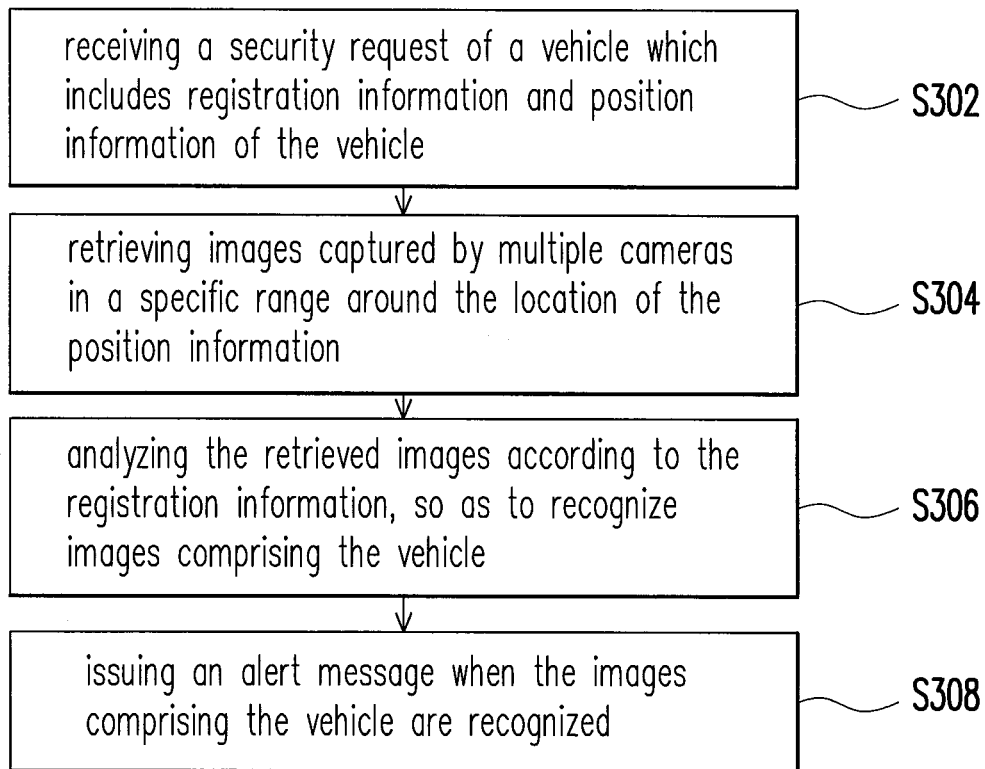 receiving a security request of a vehicle which
includes registration information and position
information of the vehicle
S302
retrieving images captured by multiple cameras
in a specific range around the location of the
position information
S304
analyzing the retrieved images according to the
registration information, so as to recognize
images comprising the vehicle
S306
issuing an alert message when the images
comprising the vehicle are recognized
S308